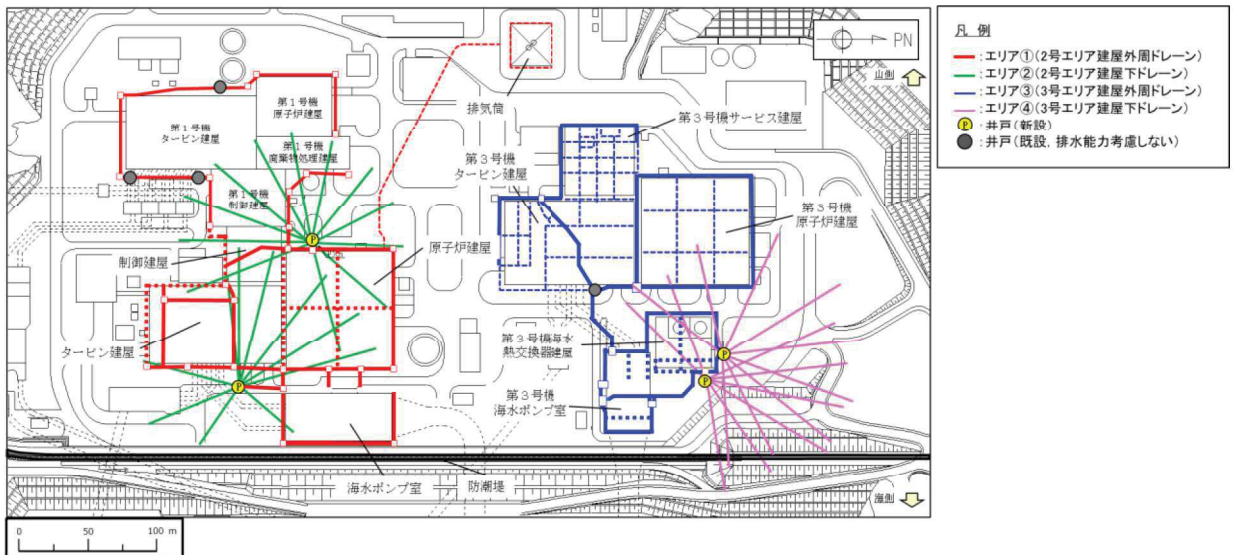 PN
山側
排気筒
第1号機
原子炉建屋
第1号機
タービン建屋
第1号機
廃棄物処理建屋
第1号機
制御建屋
第3号機サービス建屋
第3号機
タービン建屋
第3号機
原子炉建屋
制御建屋
原子炉建屋
タービン建屋
第3号機海水
熱交換器建屋
第3号機
海水ポンプ室
海水ポンプ室
防潮堤
海側
0 50 100 m
凡 例
:エリア①(2号エリア建屋外周ドレーン)
:エリア②(2号エリア建屋下ドレーン)
:エリア③(3号エリア建屋外周ドレーン)
:エリア④(3号エリア建屋下ドレーン)
P :井戸(新設)
:井戸(既設,排水能力考慮しない)
P
P
P
P